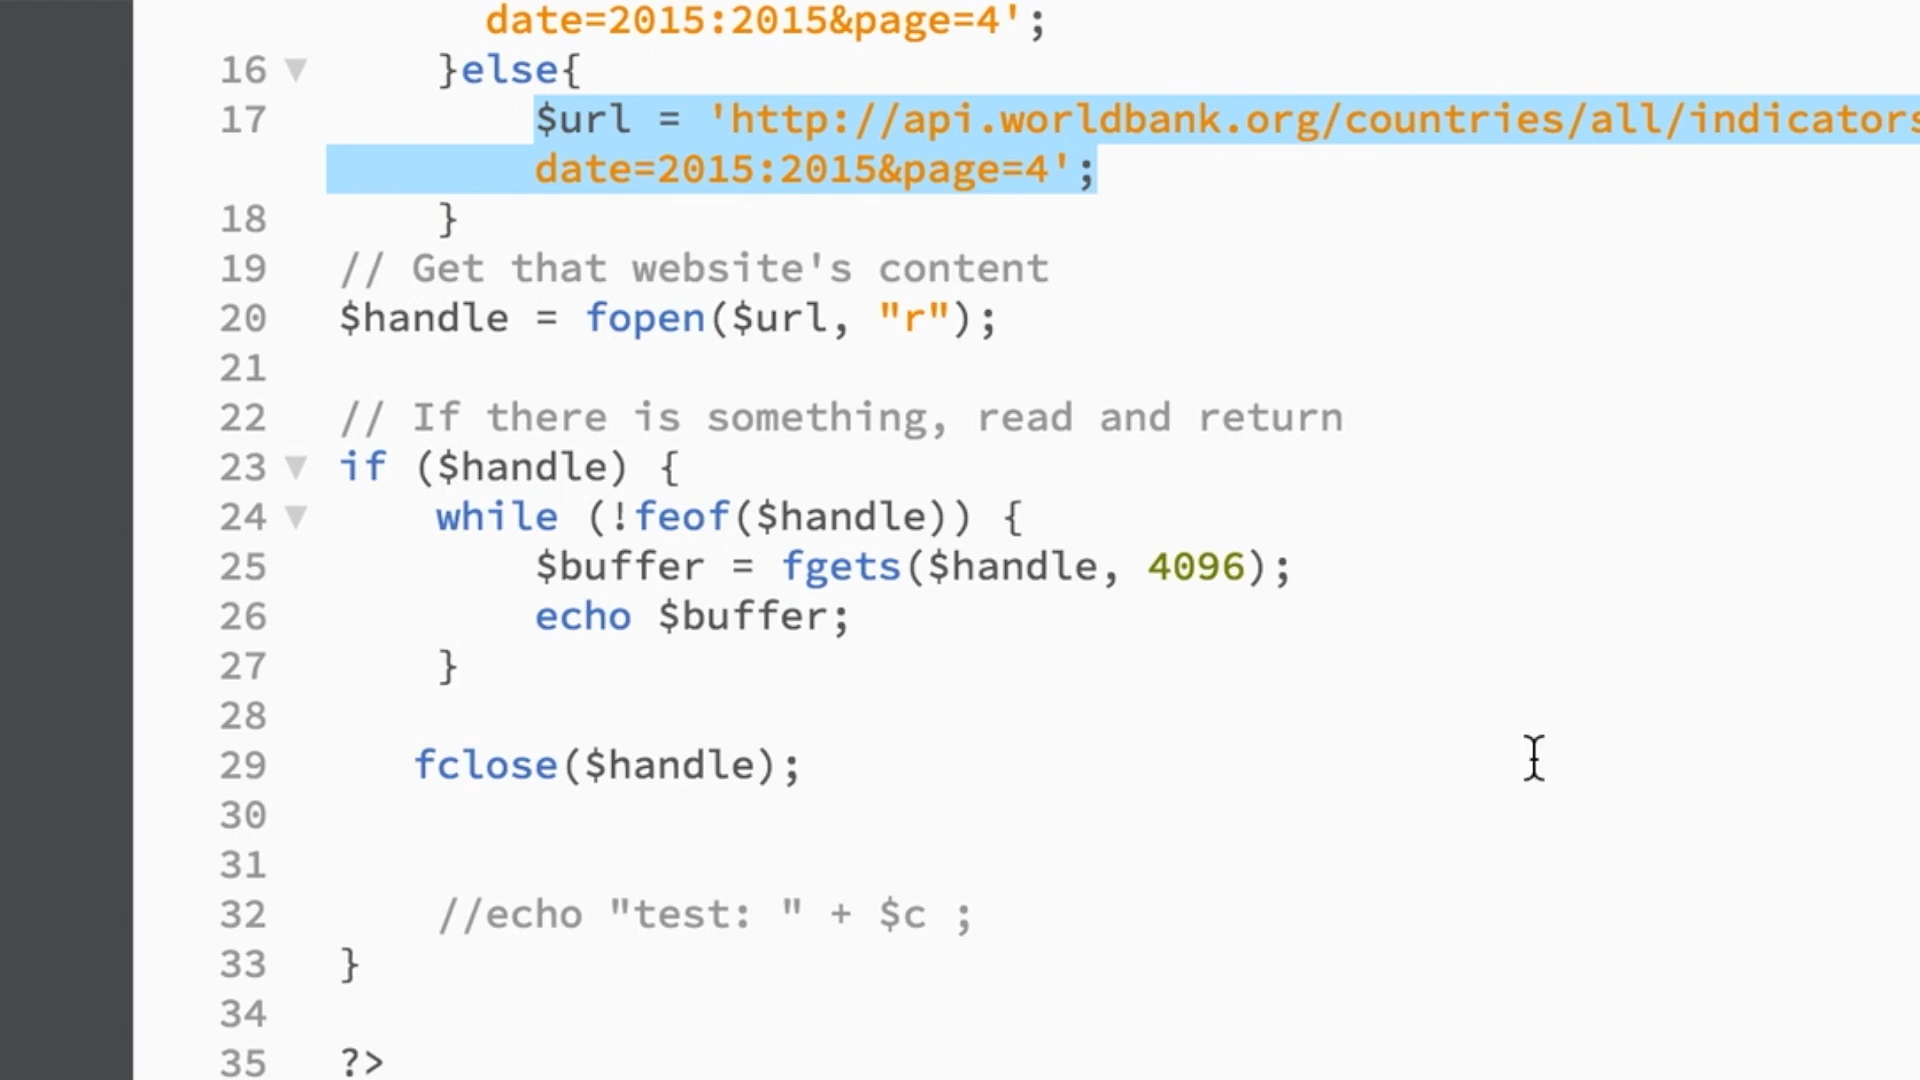 date=2015:2015&page=4';
16 }else{
17 $url = 'http://api.worldbank.org/countries/all/indicators
date=2015:2015&page=4';
18 }
19 // Get that website's content
20 $handle = fopen($url, "r");
21
22 // If there is something, read and return
23 if ($handle) {
24 while (!feof($handle)) {
25 $buffer = fgets($handle, 4096);
26 echo $buffer;
27 }
28
29 fclose($handle);
30
31
32 //echo "test: " + $c ;
33 }
34
35 ?>